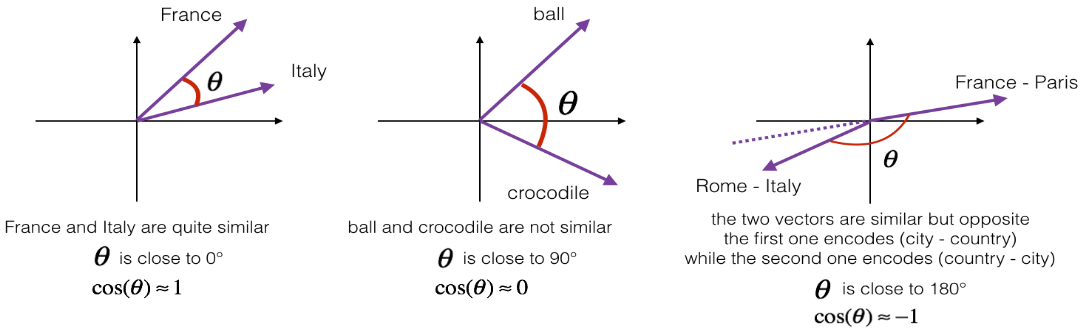 France
Italy
θ
France and Italy are quite similar
θ is close to 0°
cos(θ) ≈ 1
ball
θ
crocodile
ball and crocodile are not similar
θ is close to 90°
cos(θ) ≈ 0
France - Paris
θ
Rome - Italy
the two vectors are similar but opposite
the first one encodes (city - country)
while the second one encodes (country - city)
θ is close to 180°
cos(θ) ≈ −1